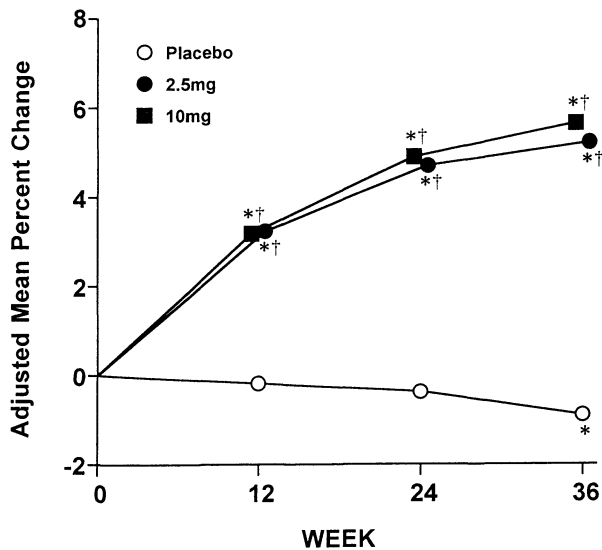 Adjusted Mean Percent Change
8
6
4
2
0
-2
Placebo
2.5mg
10mg
*†
*†
*†
*†
*†
*†
*
0 12 24 36
WEEK